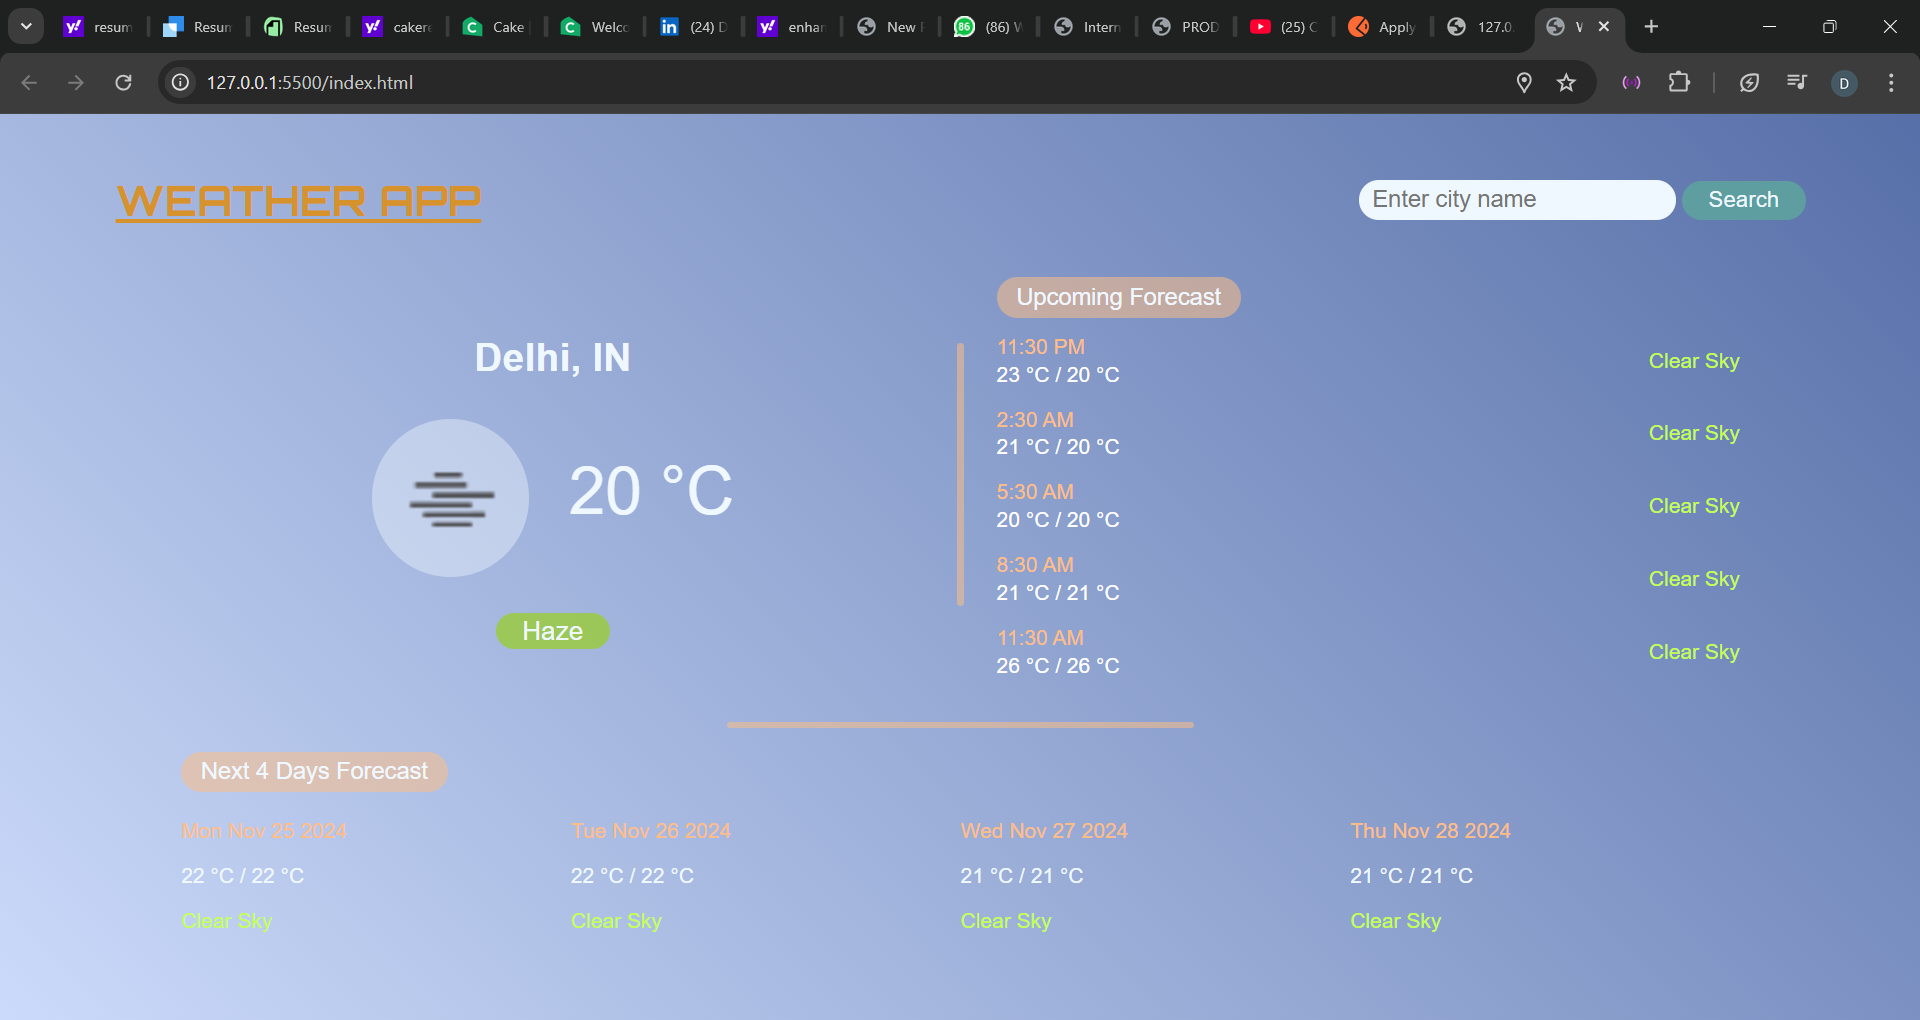 resum
Resum
Resum
caker
Cake
Welco
(24) D
enhan
New
86
(86) W
Intern
PROD
(25)
Apply
127.0.
127.0.0.1:5500/index.html
D
WEATHER APP
Enter city name
Search
Upcoming Forecast
Delhi, IN
20 °C
Haze
11:30 PM
23 °C / 20 °C
Clear Sky
2:30 AM
21 °C / 20 °C
Clear Sky
5:30 AM
20 °C / 20 °C
Clear Sky
8:30 AM
21 °C / 21 °C
Clear Sky
11:30 AM
26 °C / 26 °C
Clear Sky
Next 4 Days Forecast
Mon Nov 25 2024
22 °C / 22 °C
Clear Sky
Tue Nov 26 2024
22 °C / 22 °C
Clear Sky
Wed Nov 27 2024
21 °C / 21 °C
Clear Sky
Thu Nov 28 2024
21 °C / 21 °C
Clear Sky